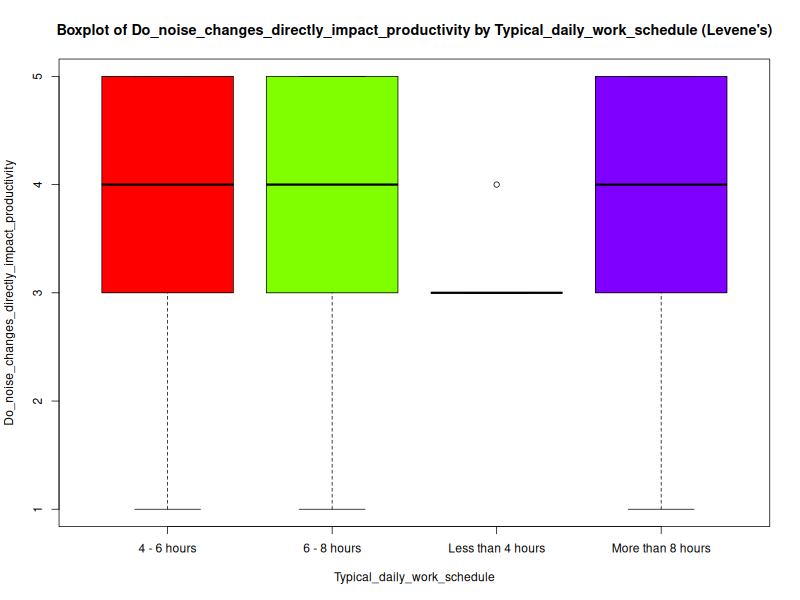 Boxplot of Do_noise_changes_directly_impact_productivity by Typical_daily_work_schedule (Levene's)
Do_noise_changes_directly_impact_productivity
5
4
3
2
1
4 - 6 hours
6 - 8 hours
Less than 4 hours
More than 8 hours
Typical_daily_work_schedule